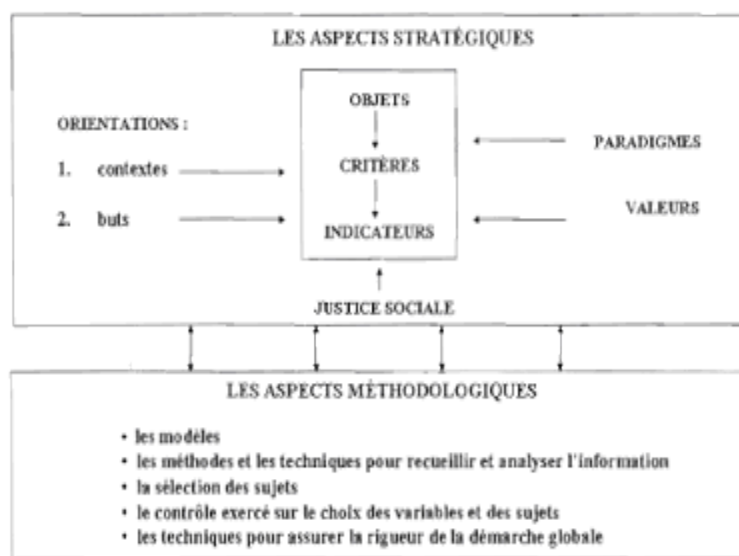 LES ASPECTS STRATÉGIQUES
OBJETS
ORIENTATIONS :
PARADIGMES
1. contextes
CRITÈRES
2. buts
VALEURS
INDICATEURS
JUSTICE SOCIALE
LES ASPECTS MÉTHODOLOGIQUES
• les modèles
• les méthodes et les techniques pour recueillir et analyser l'information
• la sélection des sujets
• le contrôle exercé sur le choix des variables et des sujets
• les techniques pour assurer la rigueur de la démarche globale